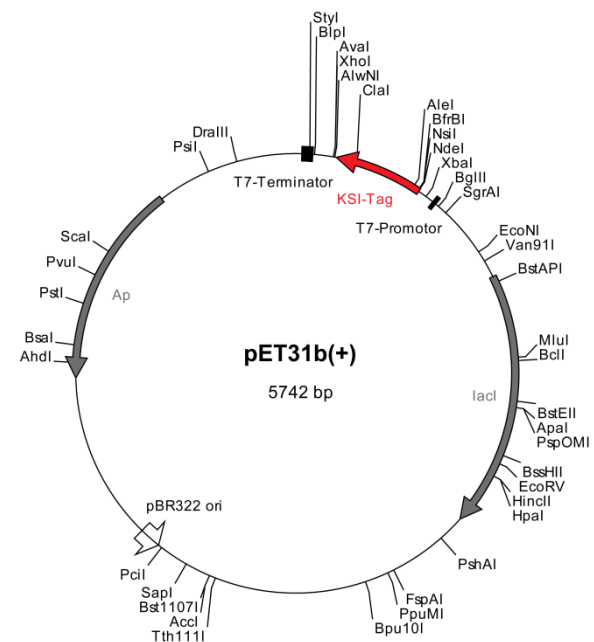 StyI
BlpI
AvaI
XhoI
AlwNI
ClaI
AleI
BfrBI
NsiI
NdeI
XbaI
BglII
SgrAI
DraIII
PsiI
T7-Terminator
KSI-Tag
T7-Promotor
EcoNI
Van91I
BstAPI
ScaI
PvuI
PstI
Ap
BsaI
AhdI
pET31b(+)
5742 bp
MluI
BclI
lacI
BstEII
ApaI
PspOMI
BssHII
EcoRV
HincII
HpaI
pBR322 ori
PshAI
PciI
SapI
Bst1107I
AccI
Tth111I
FspAI
PpuMI
Bpu10I